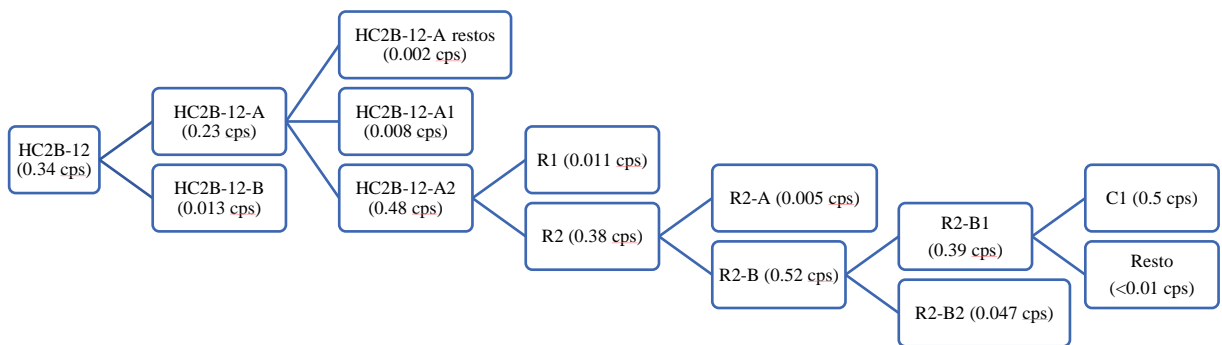 HC2B-12
(0.34 cps)
HC2B-12-A
(0.23 cps)
HC2B-12-B
(0.013 cps)
HC2B-12-A restos
(0.002 cps)
HC2B-12-A1
(0.008 cps)
HC2B-12-A2
(0.48 cps)
R1 (0.011 cps)
R2 (0.38 cps)
R2-A (0.005 cps)
R2-B (0.52 cps)
R2-B1
(0.39 cps)
R2-B2 (0.047 cps)
C1 (0.5 cps)
Resto
(<0.01 cps)